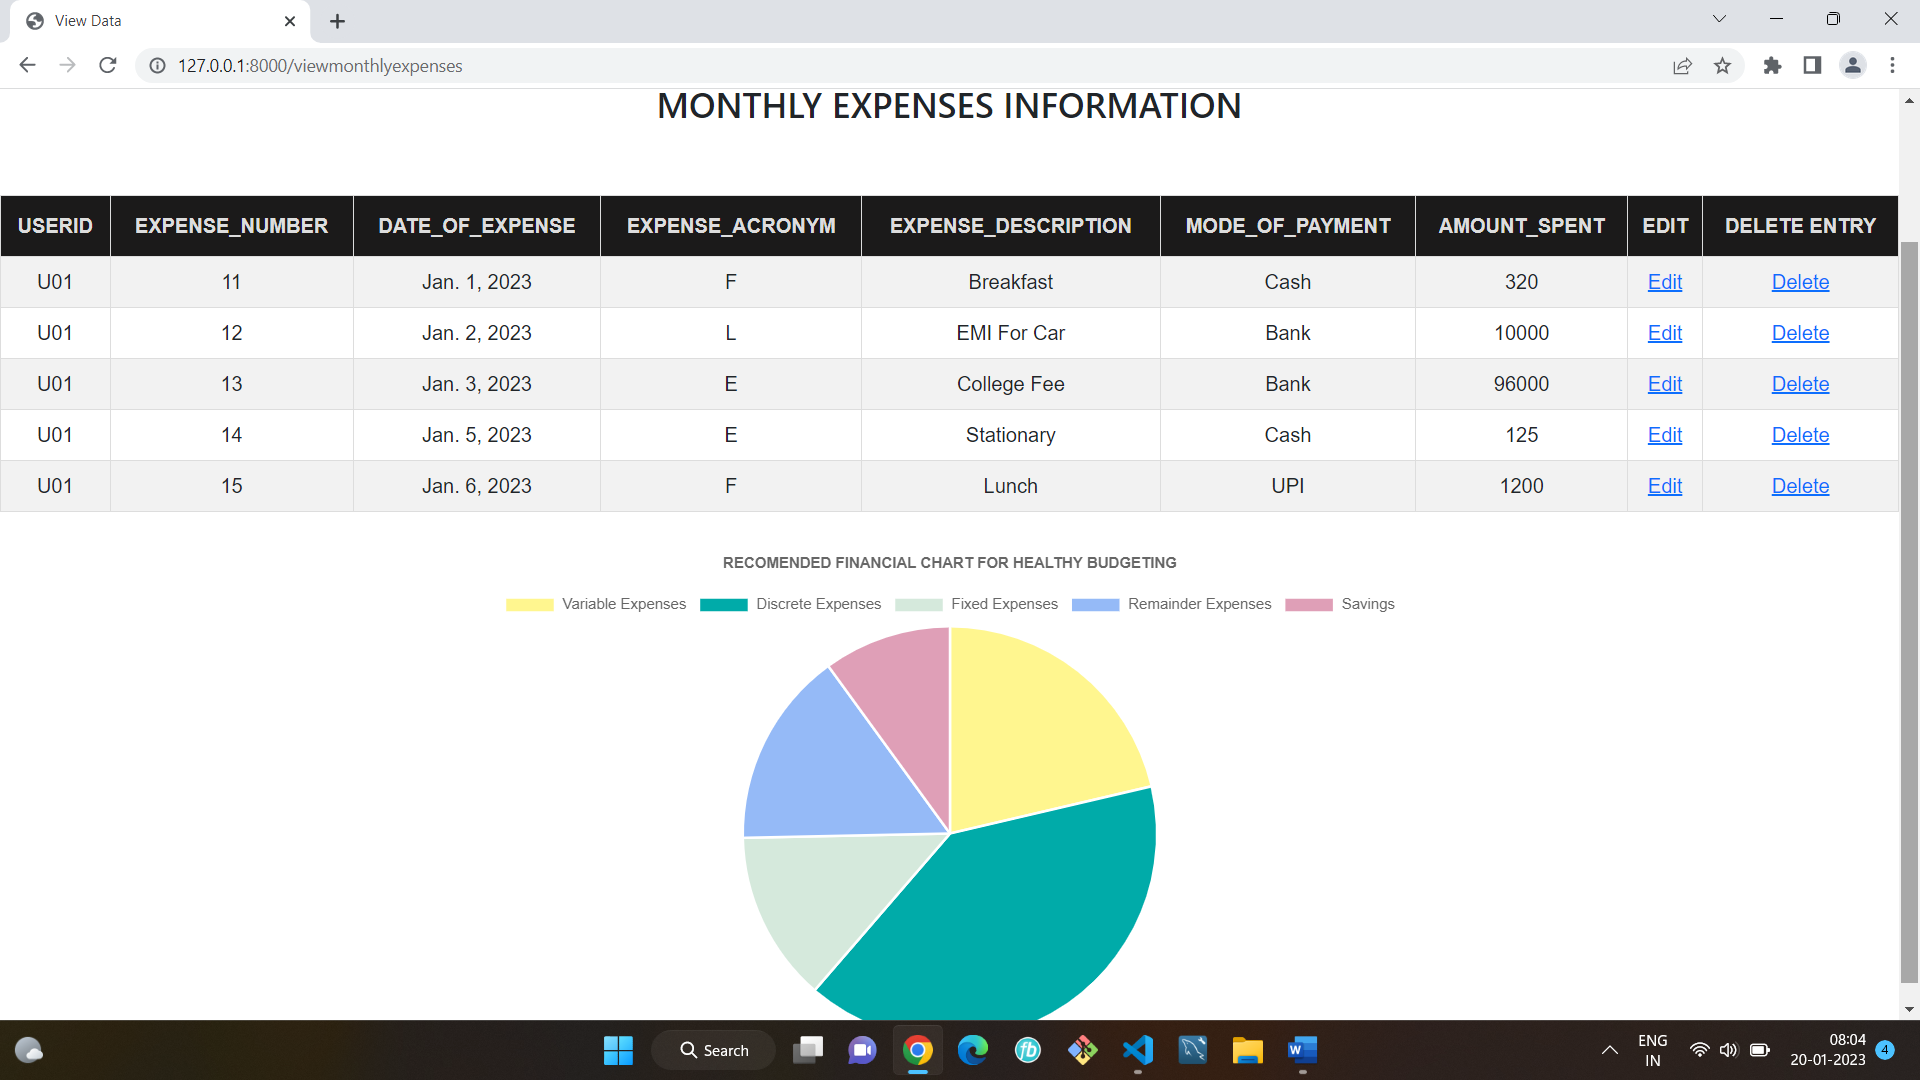 View Data
127.0.0.1:8000/viewmonthlyexpenses
MONTHLY EXPENSES INFORMATION
USERID EXPENSE_NUMBER DATE_OF_EXPENSE EXPENSE_ACRONYM EXPENSE_DESCRIPTION MODE_OF_PAYMENT AMOUNT_SPENT EDIT DELETE ENTRY
U01 11 Jan. 1, 2023 F Breakfast Cash 320 Edit Delete
U01 12 Jan. 2, 2023 L EMI For Car Bank 10000 Edit Delete
U01 13 Jan. 3, 2023 E College Fee Bank 96000 Edit Delete
U01 14 Jan. 5, 2023 E Stationary Cash 125 Edit Delete
U01 15 Jan. 6, 2023 F Lunch UPI 1200 Edit Delete
RECOMENDED FINANCIAL CHART FOR HEALTHY BUDGETING
Variable Expenses Discrete Expenses Fixed Expenses Remainder Expenses Savings
Search
fb
W
ENG
IN
08:04
20-01-2023
4